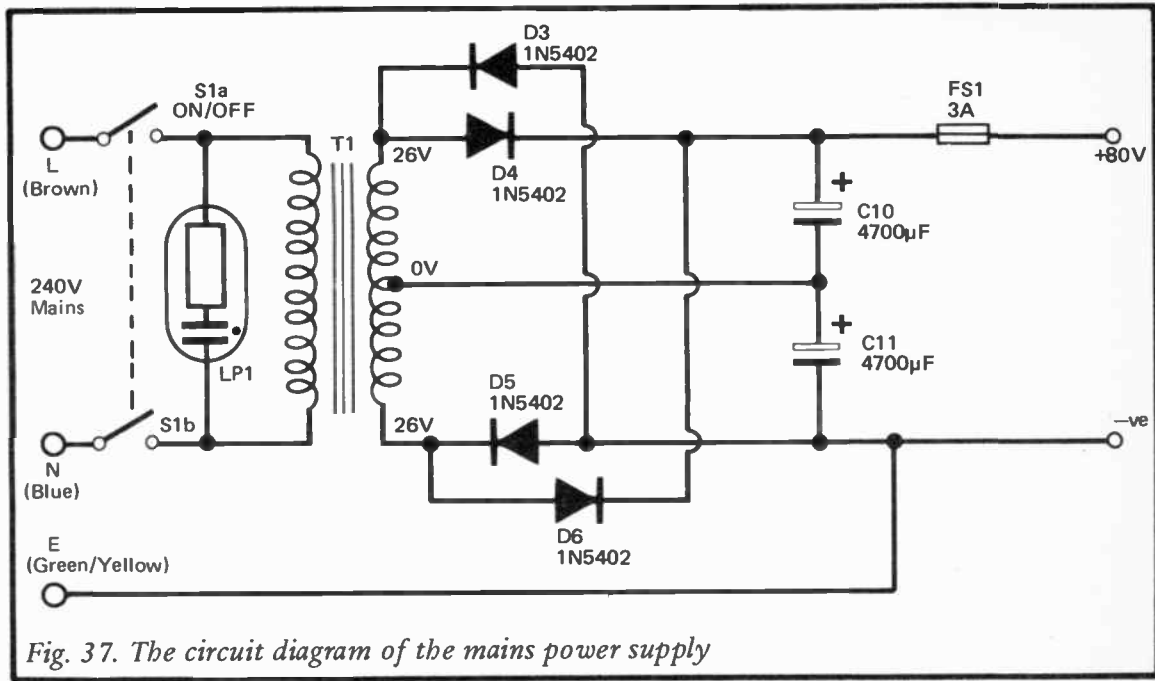 D3
1N5402
S1a
ON/OFF
FS1
3A
L
(Brown)
T1
26V
D4
1N5402
+80V
+
C10
4700µF
0V
240V
Mains
+
C11
4700µF
LP1
D5
1N5402
S1b
26V
−ve
N
(Blue)
D6
1N5402
E
(Green/Yellow)
Fig. 37. The circuit diagram of the mains power supply